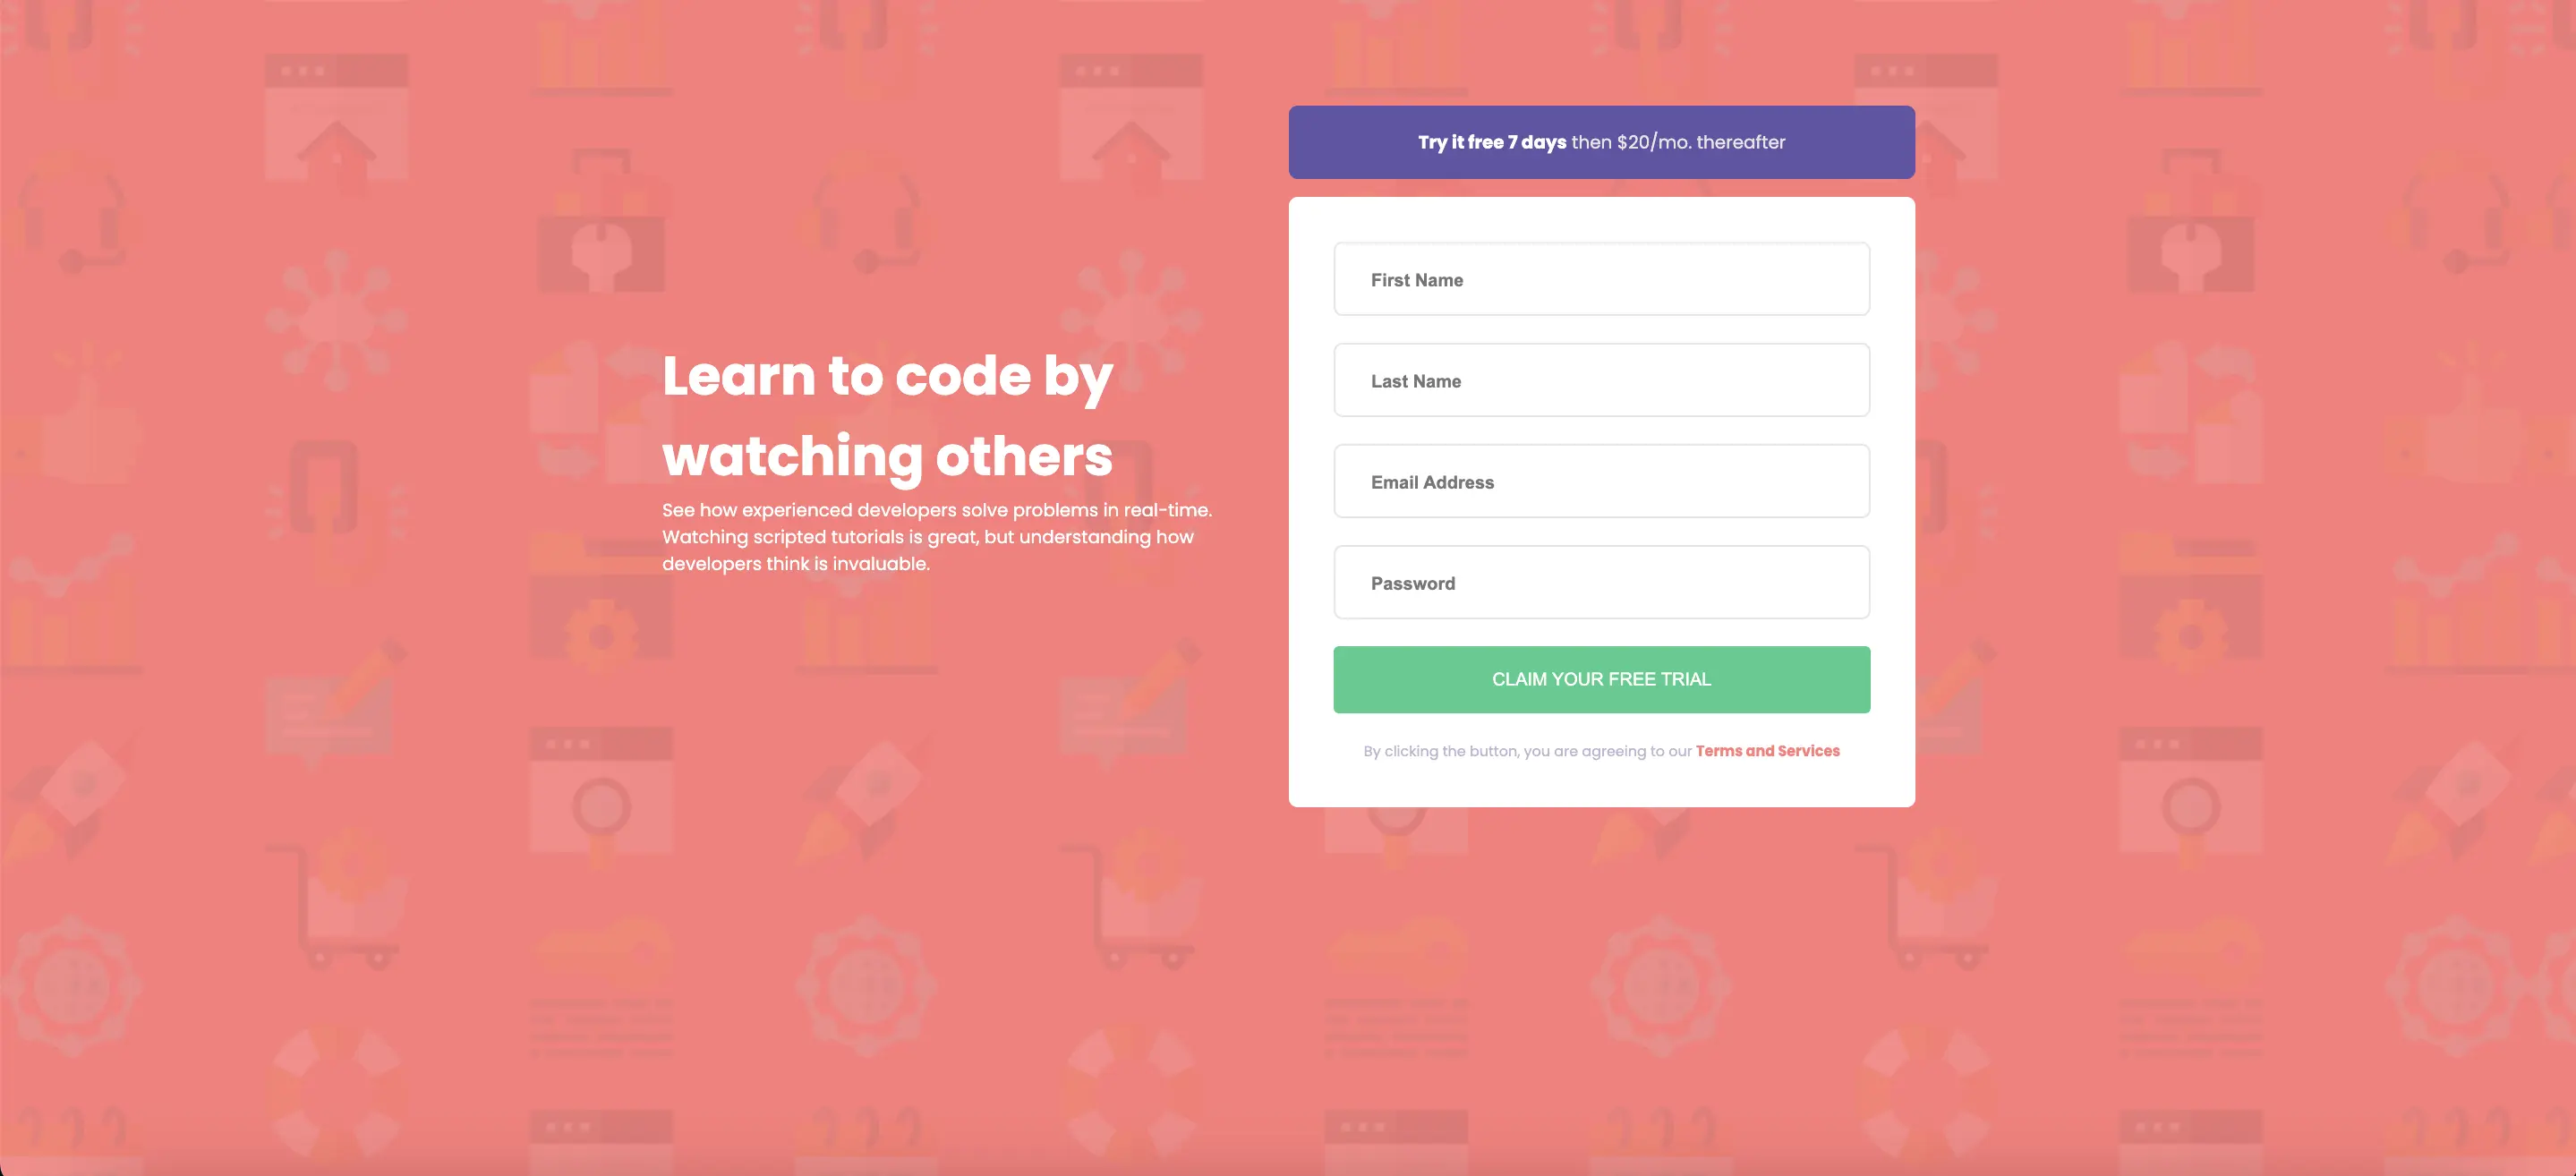 Learn to code by
watching others
See how experienced developers solve problems in real-time.
Watching scripted tutorials is great, but understanding how
developers think is invaluable.
Try it free 7 days then $20/mo. thereafter
First Name
Last Name
Email Address
Password
CLAIM YOUR FREE TRIAL
By clicking the button, you are agreeing to our Terms and Services